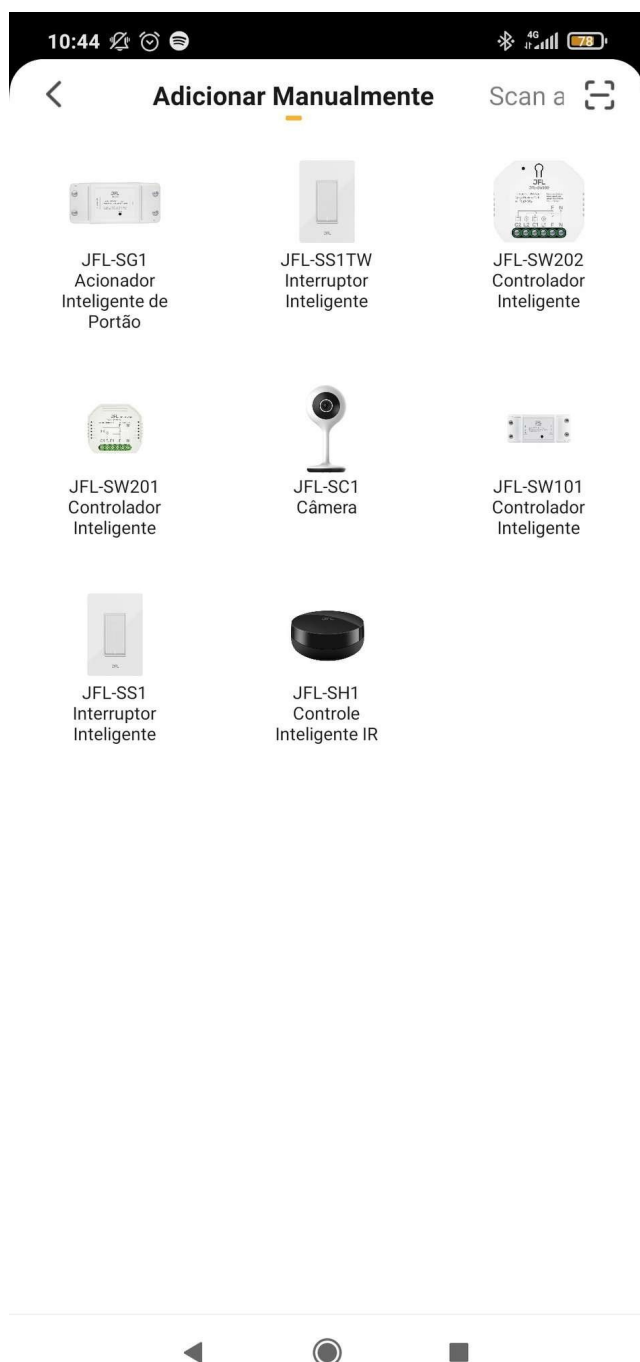 10:44
4G
78
Adicionar Manualmente
Scan a
JFL-SG1
Acionador
Inteligente de
Portão
JFL-SS1TW
Interruptor
Inteligente
JFL
JFL-SW202
Controlador
Inteligente
JFL-SW201
Controlador
Inteligente
JFL-SC1
Câmera
JFL-SW101
Controlador
Inteligente
JFL-SS1
Interruptor
Inteligente
JFL-SH1
Controle
Inteligente IR